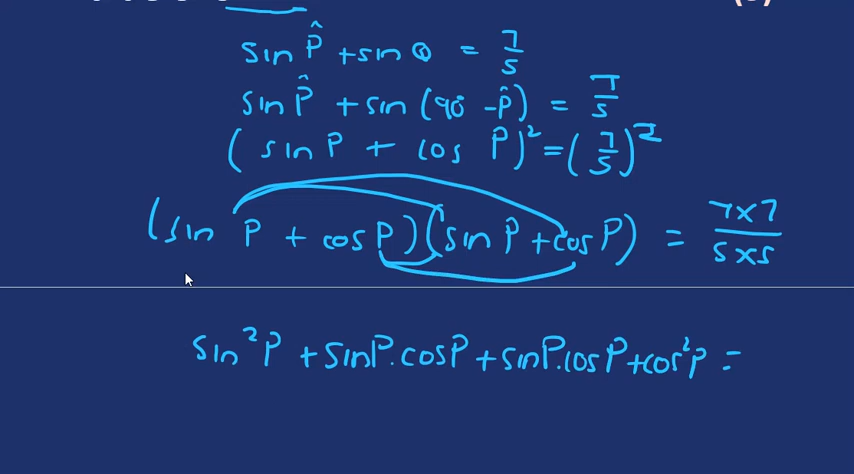 sin P̂ + sin Q = 7/5
sin P̂ + sin (90° - P̂) = 7/5
( sin P + cos P )² = ( 7/5 )²
(sin P + cos P)(sin P + cos P) = 7×7/5×5
sin²P + sinP.cosP + sinP.cosP + cos²P =